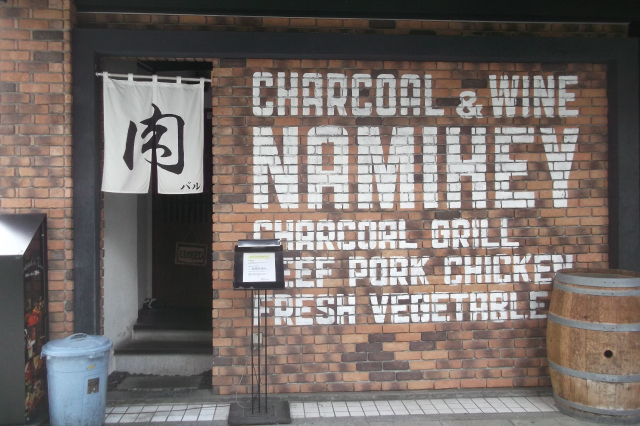 肉
バル
CHARCOAL & WINE
NAMIHEY
CHARCOAL GRILL
BEEF PORK CHICKEN
FRESH VEGETABLE